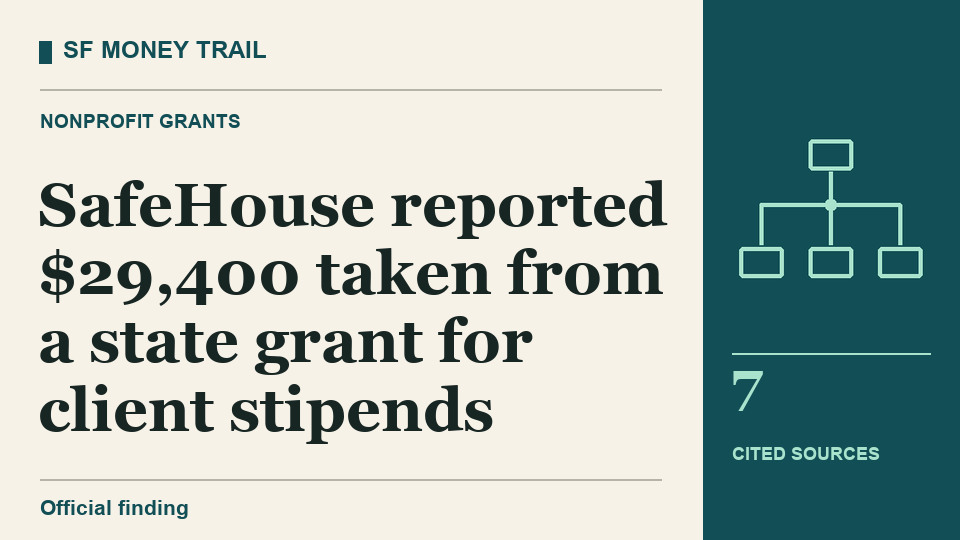 SF MONEY TRAIL
NONPROFIT GRANTS
SafeHouse reported
$29,400 taken from
a state grant for
client stipends
Official finding
7
CITED SOURCES